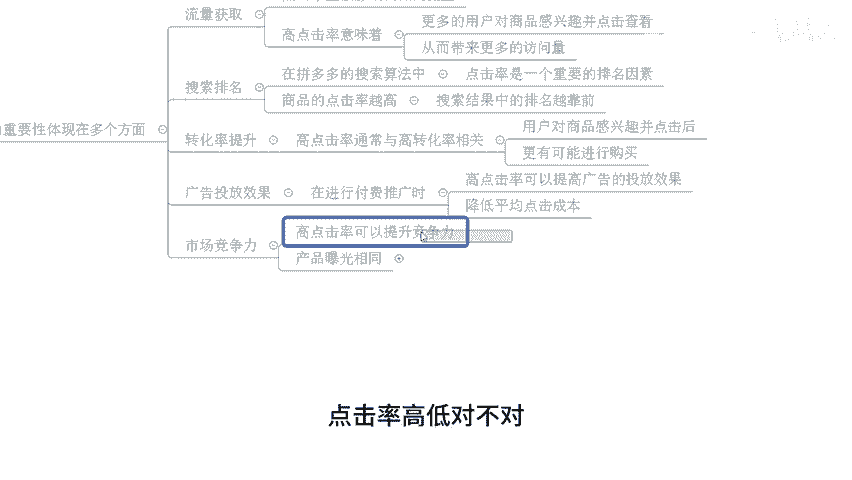 流量获取
高点击率意味着
更多的用户对商品感兴趣并点击查看
从而带来更多的访问量
搜索排名
在拼多多的搜索算法中
点击率是一个重要的排名因素
商品的点击率越高
搜索结果中的排名越靠前
重要性体现在多个方面
转化率提升
高点击率通常与高转化率相关
用户对商品感兴趣并点击后
更有可能进行购买
广告投放效果
在进行付费推广时
高点击率可以提高广告的投放效果
降低平均点击成本
市场竞争力
高点击率可以提升竞争力
产品曝光相同
点击率高低对不对